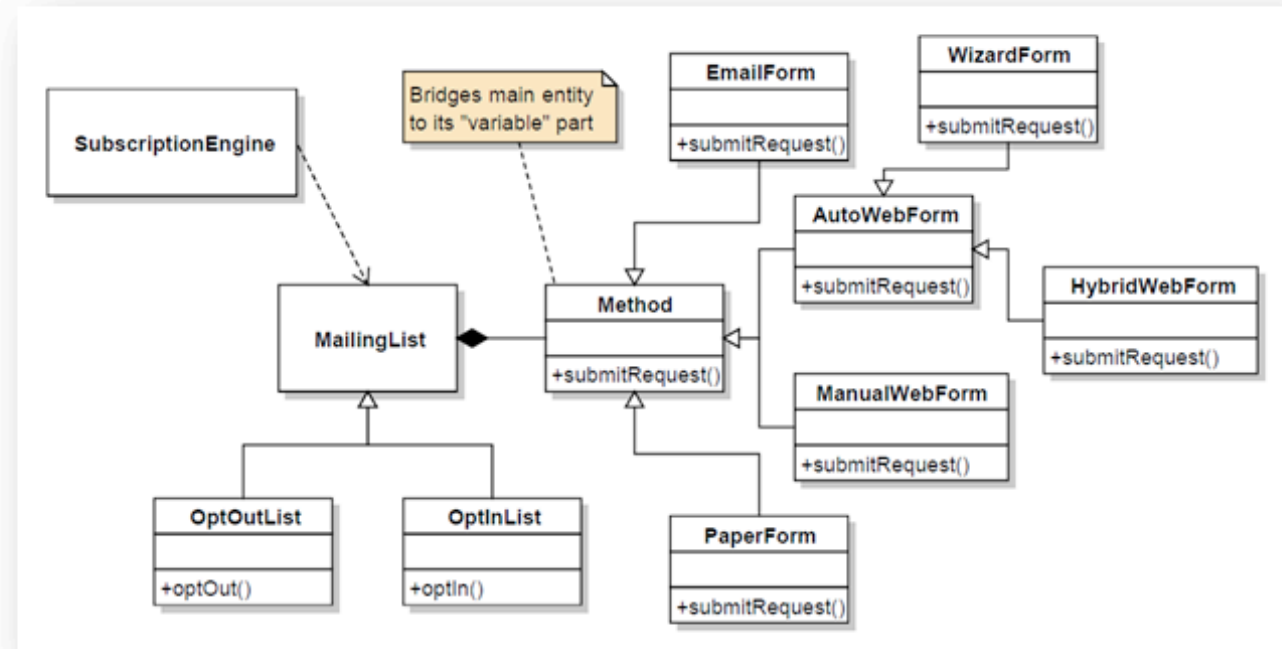 WizardForm
+submitRequest()
EmailForm
+submitRequest()
Bridges main entity
to its "variable" part
SubscriptionEngine
AutoWebForm
+submitRequest()
HybridWebForm
+submitRequest()
MailingList
Method
+submitRequest()
ManualWebForm
+submitRequest()
OptOutList
+optOut()
OptInList
+optIn()
PaperForm
+submitRequest()